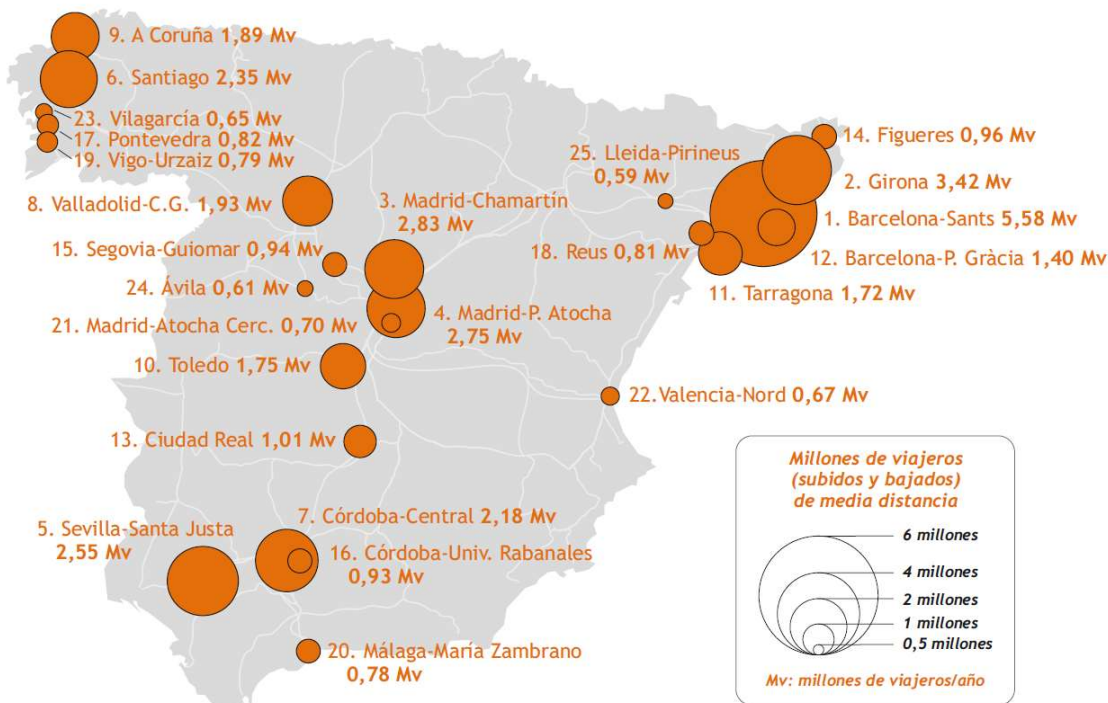 9. A Coruña 1,89 Mv
6. Santiago 2,35 Mv
23. Vilagarcía 0,65 Mv
17. Pontevedra 0,82 Mv
19. Vigo-Urzaiz 0,79 Mv
8. Valladolid-C.G. 1,93 Mv
3. Madrid-Chamartín
2,83 Mv
15. Segovia-Guiomar 0,94 Mv
24. Ávila 0,61 Mv
21. Madrid-Atocha Cerc. 0,70 Mv
4. Madrid-P. Atocha
2,75 Mv
10. Toledo 1,75 Mv
13. Ciudad Real 1,01 Mv
25. Lleida-Pirineus
0,59 Mv
14. Figueres 0,96 Mv
2. Girona 3,42 Mv
1. Barcelona-Sants 5,58 Mv
12. Barcelona-P. Gràcia 1,40 Mv
18. Reus 0,81 Mv
11. Tarragona 1,72 Mv
22.Valencia-Nord 0,67 Mv
5. Sevilla-Santa Justa
2,55 Mv
7. Córdoba-Central 2,18 Mv
16. Córdoba-Univ. Rabanales
0,93 Mv
20. Málaga-María Zambrano
0,78 Mv
Millones de viajeros
(subidos y bajados)
de media distancia
6 millones
4 millones
2 millones
1 millones
0,5 millones
Mv: millones de viajeros/año